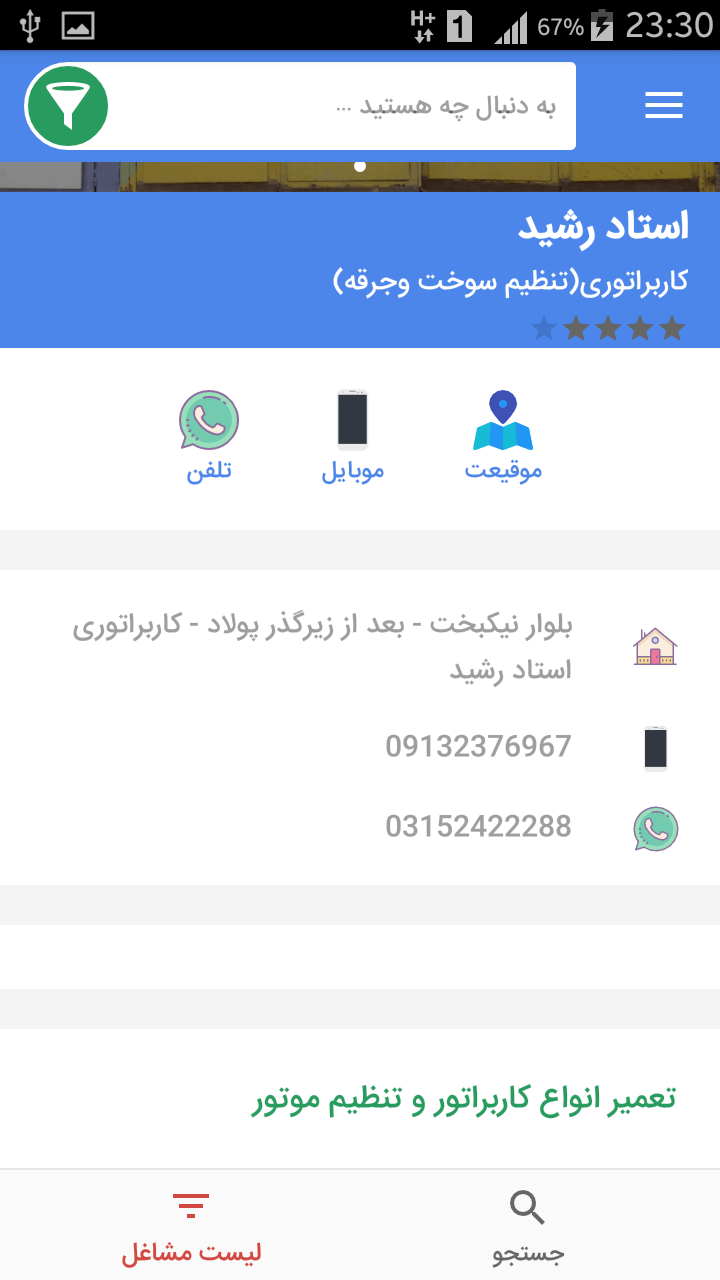 H+ 1 67% 23:30
به دنبال چه هستید ...
استاد رشید
کاربراتوری(تنظیم سوخت وجرقه)
موقیعت
موبایل
تلفن
بلوار نیکبخت - بعد از زیرگذر پولاد - کاربراتوری
استاد رشید
09132376967
03152422288
تعمیر انواع کاربراتور و تنظیم موتور
جستجو
لیست مشاغل